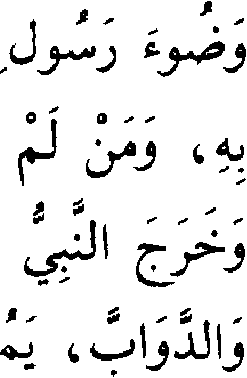 وَضُوءَ رَسُولِ
بِهِ، وَمَنْ لَمْ
وَخَرَجَ النَّبِيُّ
وَالدَّوَابَّ، يَمُ